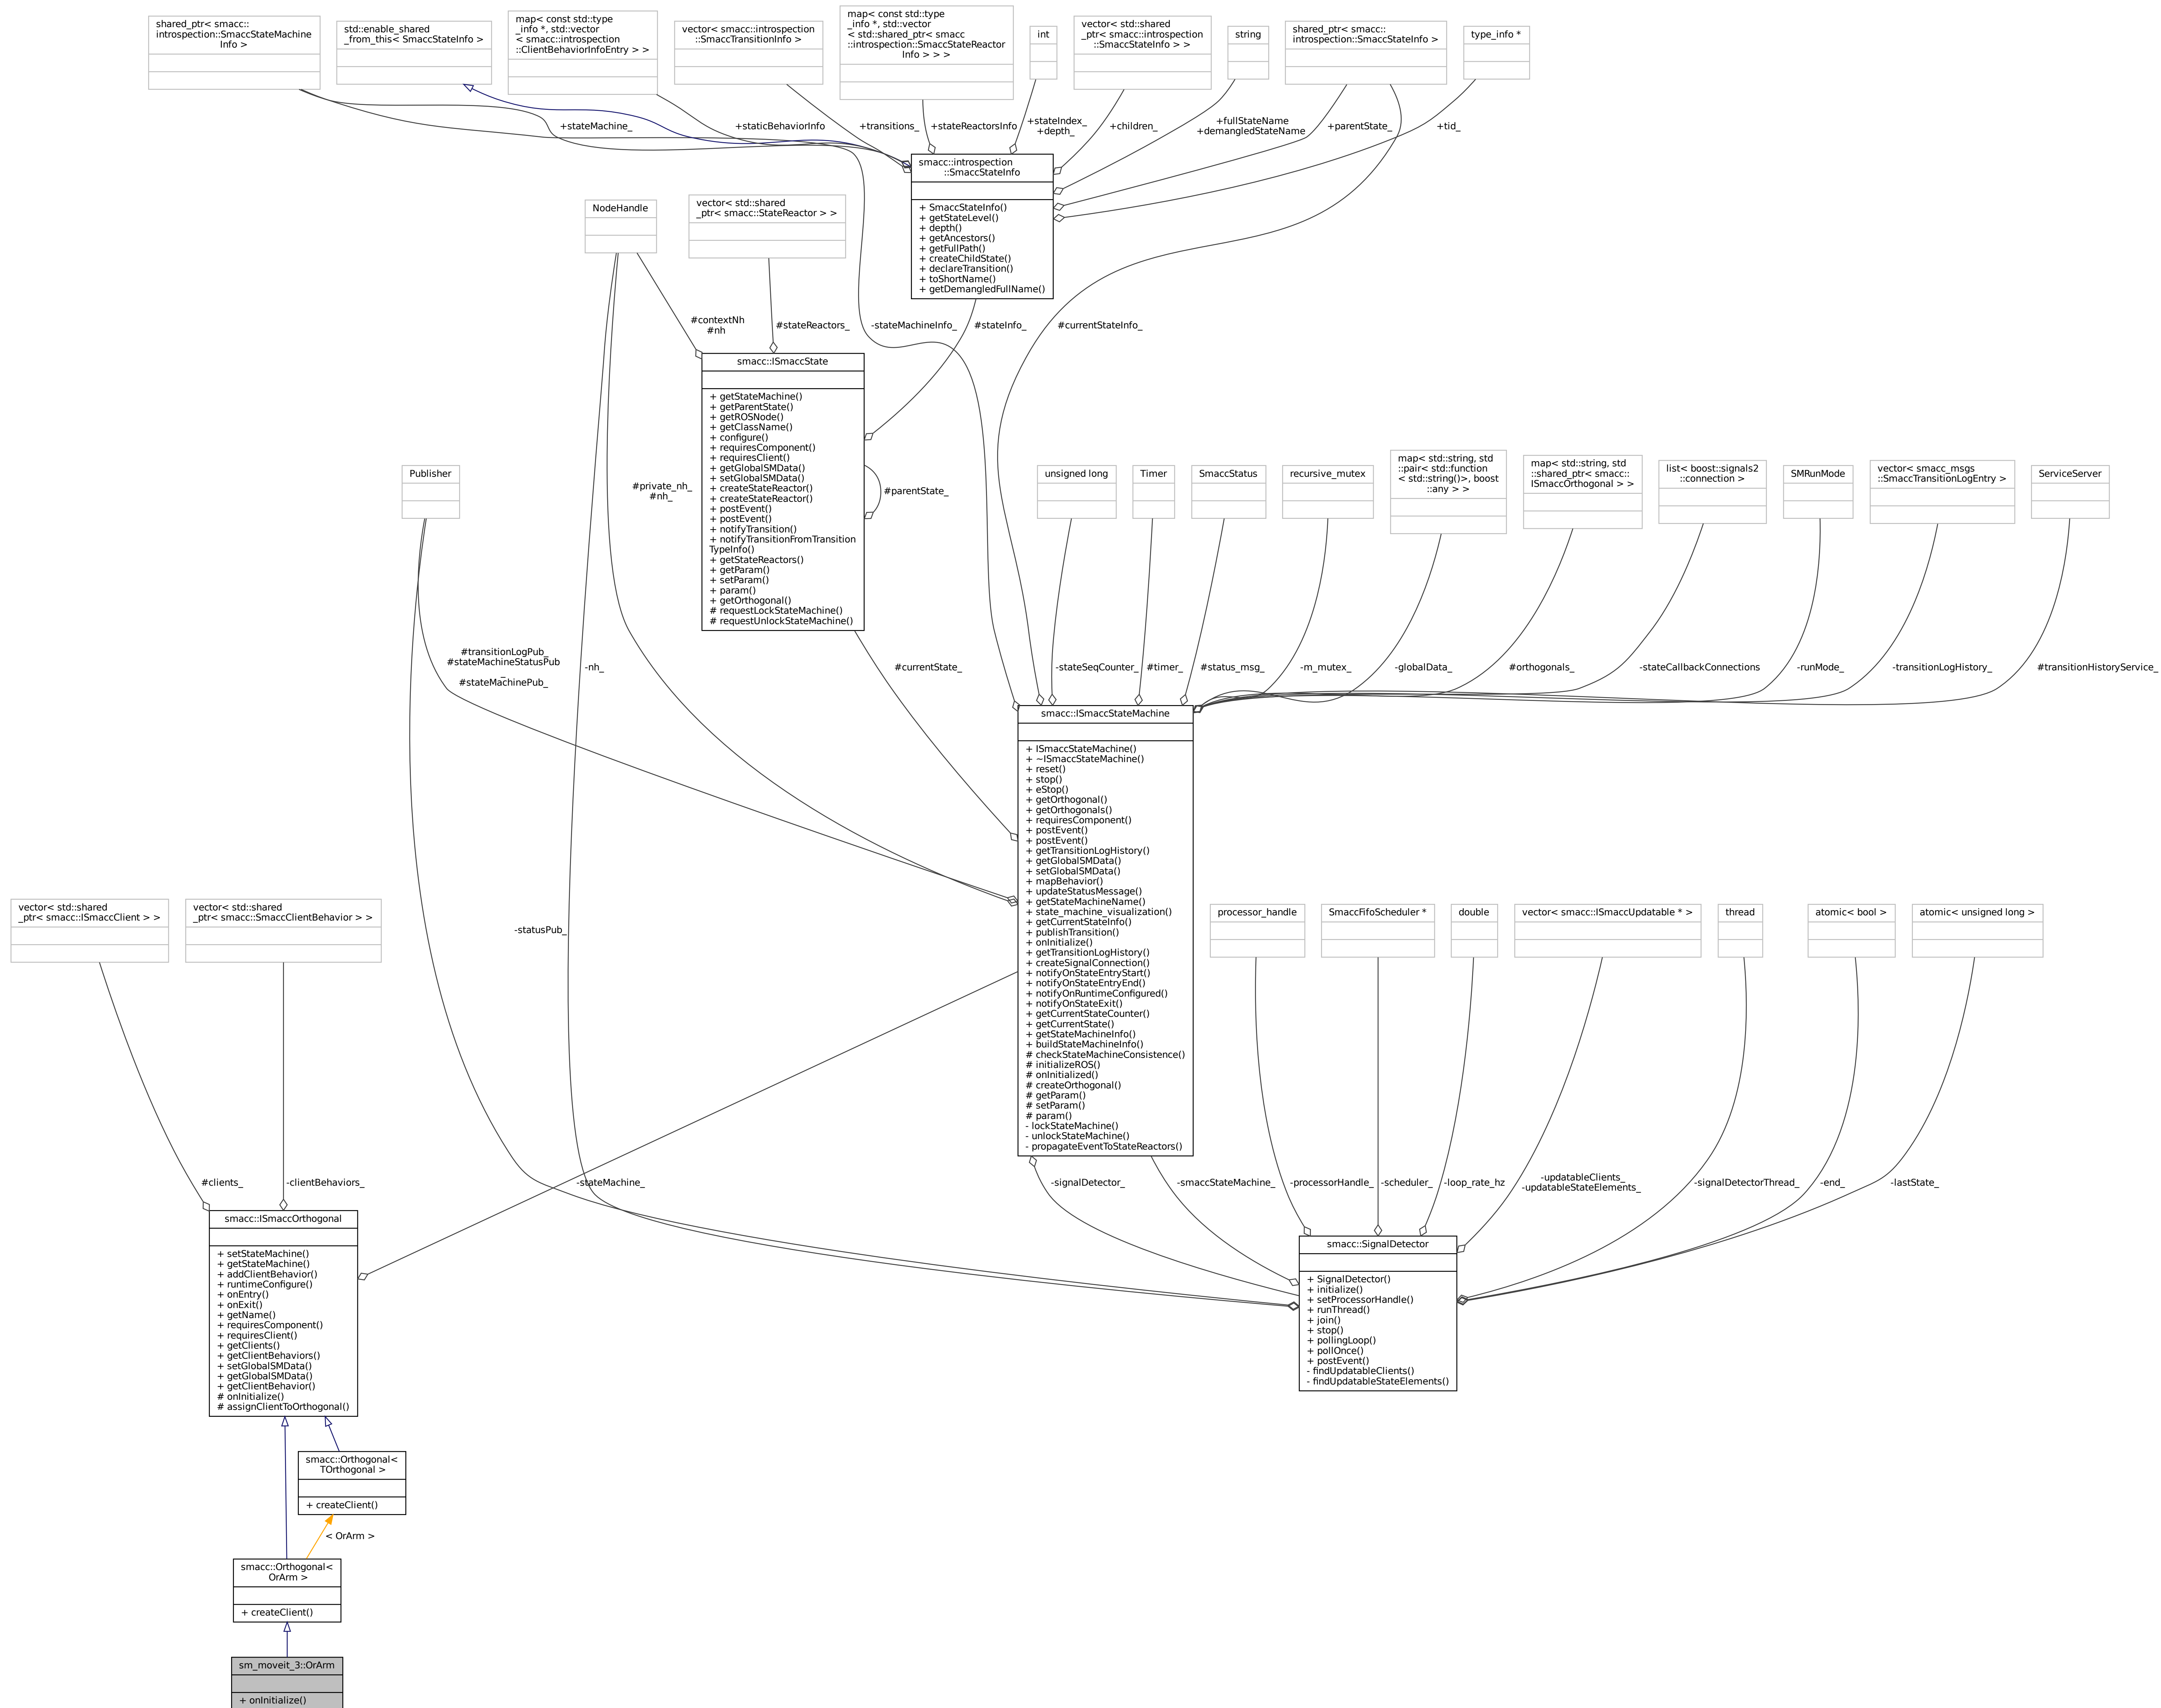 shared_ptr< smacc::
introspection::SmaccStateMachine
Info >
std::enable_shared
_from_this< SmaccStateInfo >
map< const std::type
_info *, std::vector
< smacc::introspection
::ClientBehaviorInfoEntry > >
vector< smacc::introspection
::SmaccTransitionInfo >
map< const std::type
_info *, std::vector
< std::shared_ptr< smacc
::introspection::SmaccStateReactor
Info > > >
int
vector< std::shared
_ptr< smacc::introspection
::SmaccStateInfo > >
string
shared_ptr< smacc::
introspection::SmaccStateInfo >
type_info *
+stateMachine_
+staticBehaviorInfo
+transitions_
+stateReactorsInfo
+stateIndex_
+depth_
+children_
+fullStateName
+demangledStateName
+parentState_
+tid_
smacc::introspection
::SmaccStateInfo
+ SmaccStateInfo()
+ getStateLevel()
+ depth()
+ getAncestors()
+ getFullPath()
+ createChildState()
+ declareTransition()
+ toShortName()
+ getDemangledFullName()
NodeHandle
vector< std::shared
_ptr< smacc::StateReactor > >
#contextNh
#nh
#stateReactors_
-stateMachineInfo_
#stateInfo_
#currentStateInfo_
smacc::ISmaccState
+ getStateMachine()
+ getParentState()
+ getROSNode()
+ getClassName()
+ configure()
+ requiresComponent()
+ requiresClient()
+ getGlobalSMData()
+ setGlobalSMData()
+ createStateReactor()
+ createStateReactor()
+ postEvent()
+ postEvent()
+ notifyTransition()
+ notifyTransitionFromTransition
TypeInfo()
+ getStateReactors()
+ getParam()
+ setParam()
+ param()
+ getOrthogonal()
# requestLockStateMachine()
# requestUnlockStateMachine()
#parentState_
Publisher
#private_nh_
#nh_
unsigned long
Timer
SmaccStatus
recursive_mutex
map< std::string, std
::pair< std::function
< std::string()>, boost
::any > >
map< std::string, std
::shared_ptr< smacc::
ISmaccOrthogonal > >
list< boost::signals2
::connection >
SMRunMode
vector< smacc_msgs
::SmaccTransitionLogEntry >
ServiceServer
#transitionLogPub_
#stateMachineStatusPub
_
#stateMachinePub_
-nh_
#currentState_
-stateSeqCounter_
#timer_
#status_msg_
-m_mutex_
-globalData_
#orthogonals_
-stateCallbackConnections
-runMode_
-transitionLogHistory_
#transitionHistoryService_
smacc::ISmaccStateMachine
+ ISmaccStateMachine()
+ ~ISmaccStateMachine()
+ reset()
+ stop()
+ eStop()
+ getOrthogonal()
+ getOrthogonals()
+ requiresComponent()
+ postEvent()
+ postEvent()
+ getTransitionLogHistory()
+ getGlobalSMData()
+ setGlobalSMData()
+ mapBehavior()
+ updateStatusMessage()
+ getStateMachineName()
+ state_machine_visualization()
+ getCurrentStateInfo()
+ publishTransition()
+ onInitialize()
+ getTransitionLogHistory()
+ createSignalConnection()
+ notifyOnStateEntryStart()
+ notifyOnStateEntryEnd()
+ notifyOnRuntimeConfigured()
+ notifyOnStateExit()
+ getCurrentStateCounter()
+ getCurrentState()
+ getStateMachineInfo()
+ buildStateMachineInfo()
# checkStateMachineConsistence()
# initializeROS()
# onInitialized()
# createOrthogonal()
# getParam()
# setParam()
# param()
- lockStateMachine()
- unlockStateMachine()
- propagateEventToStateReactors()
vector< std::shared
_ptr< smacc::ISmaccClient > >
vector< std::shared
_ptr< smacc::SmaccClientBehavior > >
-statusPub_
processor_handle
SmaccFifoScheduler *
double
vector< smacc::ISmaccUpdatable * >
thread
atomic< bool >
atomic< unsigned long >
#clients_
-clientBehaviors_
-stateMachine_
-signalDetector_
-smaccStateMachine_
-processorHandle_
-scheduler_
-loop_rate_hz
-updatableClients_
-updatableStateElements_
-signalDetectorThread_
-end_
-lastState_
smacc::ISmaccOrthogonal
+ setStateMachine()
+ getStateMachine()
+ addClientBehavior()
+ runtimeConfigure()
+ onEntry()
+ onExit()
+ getName()
+ requiresComponent()
+ requiresClient()
+ getClients()
+ getClientBehaviors()
+ setGlobalSMData()
+ getGlobalSMData()
+ getClientBehavior()
# onInitialize()
# assignClientToOrthogonal()
smacc::SignalDetector
+ SignalDetector()
+ initialize()
+ setProcessorHandle()
+ runThread()
+ join()
+ stop()
+ pollingLoop()
+ pollOnce()
+ postEvent()
- findUpdatableClients()
- findUpdatableStateElements()
smacc::Orthogonal<
TOrthogonal >
+ createClient()
< OrArm >
smacc::Orthogonal<
OrArm >
+ createClient()
sm_moveit_3::OrArm
+ onInitialize()